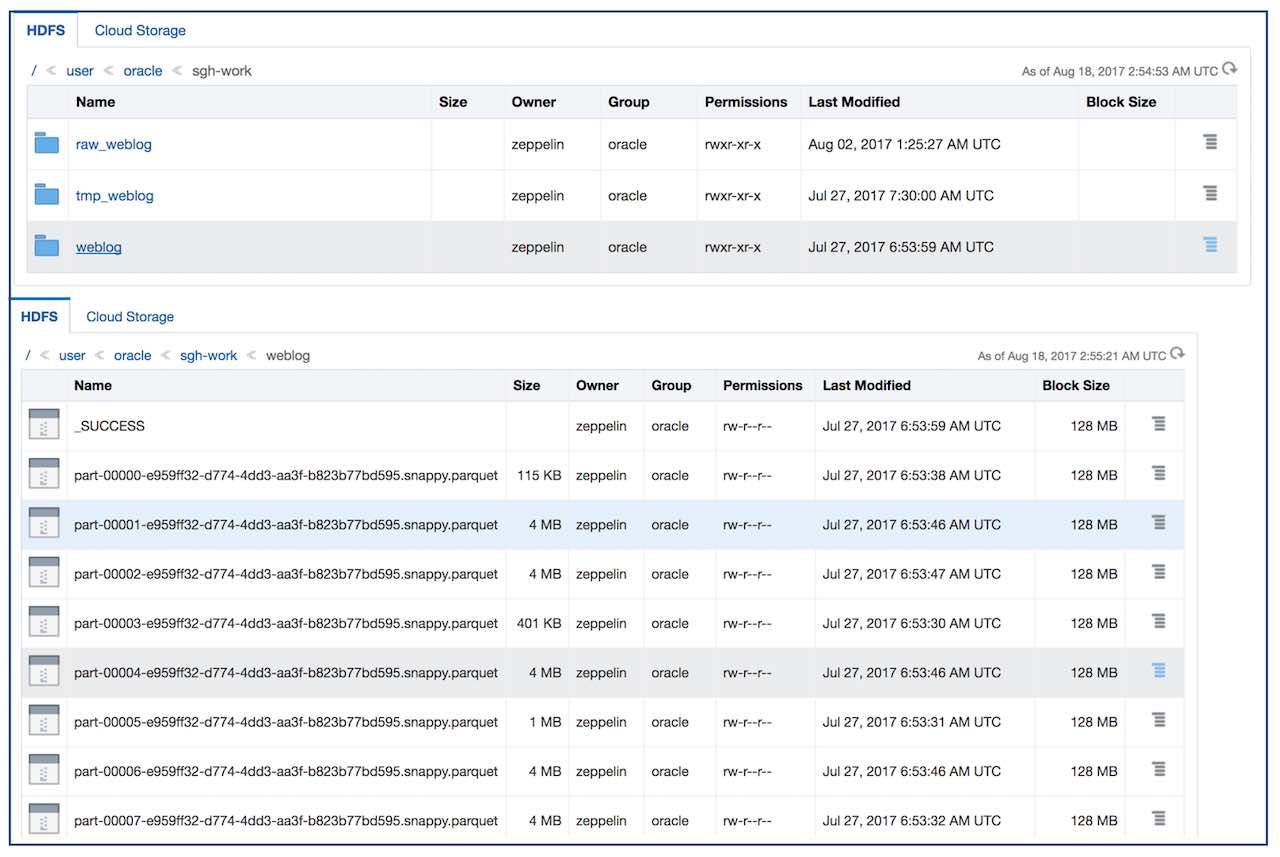 HDFS Cloud Storage
/ < user < oracle < sgh-work As of Aug 18, 2017 2:54:53 AM UTC
Name Size Owner Group Permissions Last Modified Block Size
raw_weblog zeppelin oracle rwxr-xr-x Aug 02, 2017 1:25:27 AM UTC
tmp_weblog zeppelin oracle rwxr-xr-x Jul 27, 2017 7:30:00 AM UTC
weblog zeppelin oracle rwxr-xr-x Jul 27, 2017 6:53:59 AM UTC
HDFS Cloud Storage
/ < user < oracle < sgh-work < weblog As of Aug 18, 2017 2:55:21 AM UTC
Name Size Owner Group Permissions Last Modified Block Size
_SUCCESS zeppelin oracle rw-r--r-- Jul 27, 2017 6:53:59 AM UTC 128 MB
part-00000-e959ff32-d774-4dd3-aa3f-b823b77bd595.snappy.parquet 115 KB zeppelin oracle rw-r--r-- Jul 27, 2017 6:53:38 AM UTC 128 MB
part-00001-e959ff32-d774-4dd3-aa3f-b823b77bd595.snappy.parquet 4 MB zeppelin oracle rw-r--r-- Jul 27, 2017 6:53:46 AM UTC 128 MB
part-00002-e959ff32-d774-4dd3-aa3f-b823b77bd595.snappy.parquet 4 MB zeppelin oracle rw-r--r-- Jul 27, 2017 6:53:47 AM UTC 128 MB
part-00003-e959ff32-d774-4dd3-aa3f-b823b77bd595.snappy.parquet 401 KB zeppelin oracle rw-r--r-- Jul 27, 2017 6:53:30 AM UTC 128 MB
part-00004-e959ff32-d774-4dd3-aa3f-b823b77bd595.snappy.parquet 4 MB zeppelin oracle rw-r--r-- Jul 27, 2017 6:53:46 AM UTC 128 MB
part-00005-e959ff32-d774-4dd3-aa3f-b823b77bd595.snappy.parquet 1 MB zeppelin oracle rw-r--r-- Jul 27, 2017 6:53:31 AM UTC 128 MB
part-00006-e959ff32-d774-4dd3-aa3f-b823b77bd595.snappy.parquet 4 MB zeppelin oracle rw-r--r-- Jul 27, 2017 6:53:46 AM UTC 128 MB
part-00007-e959ff32-d774-4dd3-aa3f-b823b77bd595.snappy.parquet 4 MB zeppelin oracle rw-r--r-- Jul 27, 2017 6:53:32 AM UTC 128 MB